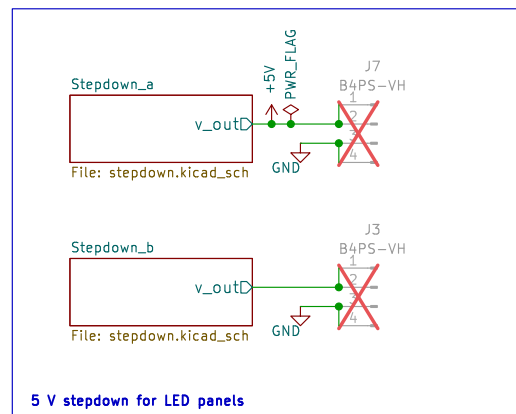 +5V
PWR_FLAG
J7
B4PS-VH
Stepdown_a
v_out
1
2
3
4
GND
File: stepdown.kicad_sch
J3
B4PS-VH
Stepdown_b
v_out
1
2
3
4
GND
File: stepdown.kicad_sch
5 V stepdown for LED panels